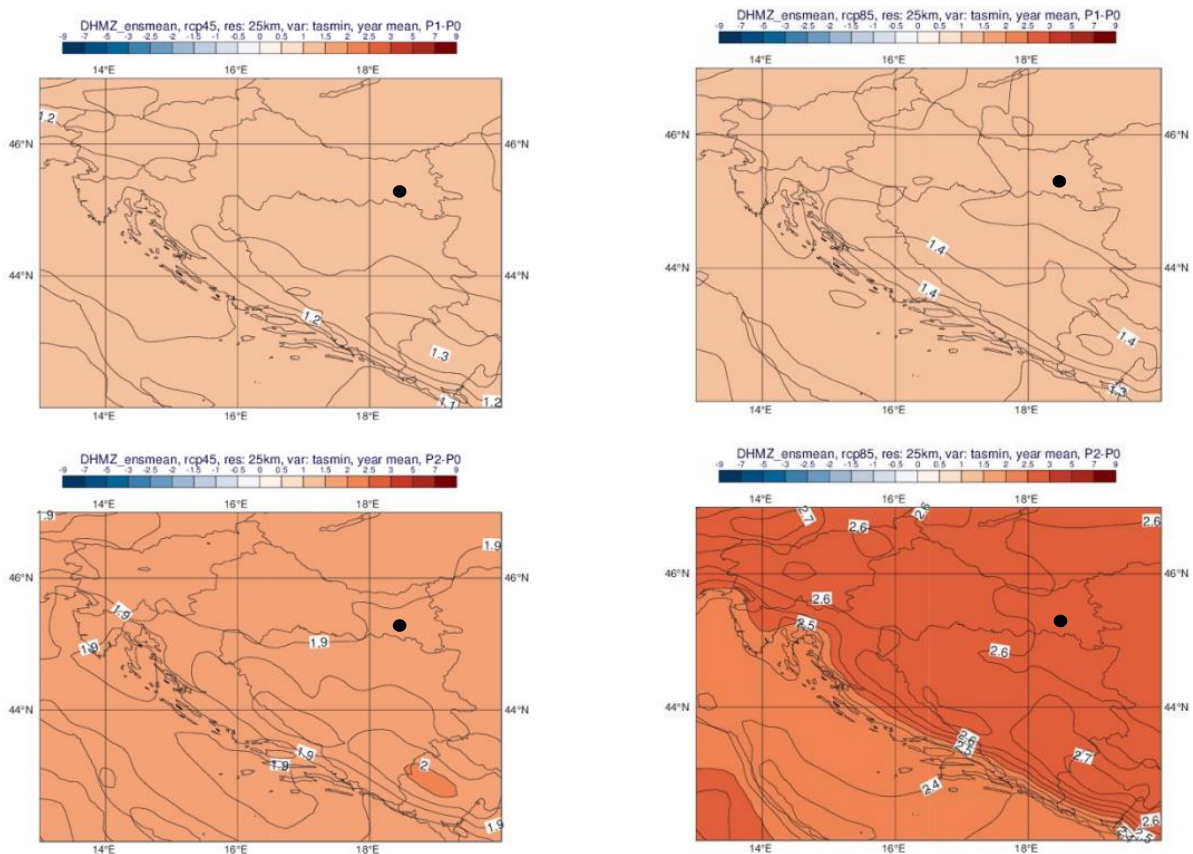 DHMZ_ensmean, rcp45, res: 25km, var: tasmin, year mean, P1-P0
-9 -7 -5 -3 -2.5 -2 -1.5 -1 -0.5 0 0.5 1 1.5 2 2.5 3 5 7 9
14°E 16°E 18°E
1.2
46°N
44°N
1.2
1.3
1.1 1.2
14°E 16°E 18°E
DHMZ_ensmean, rcp85, res: 25km, var: tasmin, year mean, P1-P0
-9 -7 -5 -3 -2.5 -2 -1.5 -1 -0.5 0 0.5 1 1.5 2 2.5 3 5 7 9
14°E 16°E 18°E
46°N 46°N
1.4
44°N 44°N
1.4
1.4
1.3
14°E 16°E 18°E
DHMZ_ensmean, rcp45, res: 25km, var: tasmin, year mean, P2-P0
-9 -7 -5 -3 -2.5 -2 -1.5 -1 -0.5 0 0.5 1 1.5 2 2.5 3 5 7 9
14°E 16°E 18°E
1.9
1.9
46°N
1.9
1.9 1.9
44°N
1.9
1.9 2
1.9
14°E 16°E 18°E
DHMZ_ensmean, rcp85, res: 25km, var: tasmin, year mean, P2-P0
-9 -7 -5 -3 -2.5 -2 -1.5 -1 -0.5 0 0.5 1 1.5 2 2.5 3 5 7 9
14°E 16°E 18°E
2.7 2.6 2.6 2.6
46°N 46°N
2.6
2.5
2.6
44°N 44°N
2.6
2.5
2.7
2.4
2.6
2.5
14°E 16°E 18°E